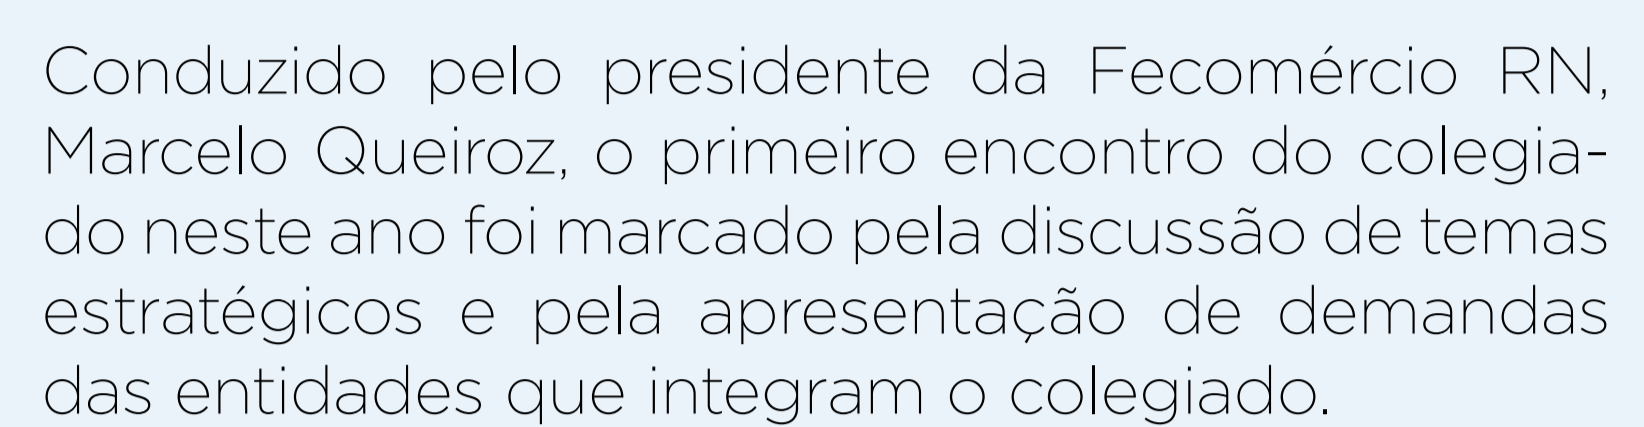 Conduzido pelo presidente da Fecomércio RN,
Marcelo Queiroz, o primeiro encontro do colegia-
do neste ano foi marcado pela discussão de temas
estratégicos e pela apresentação de demandas
das entidades que integram o colegiado.